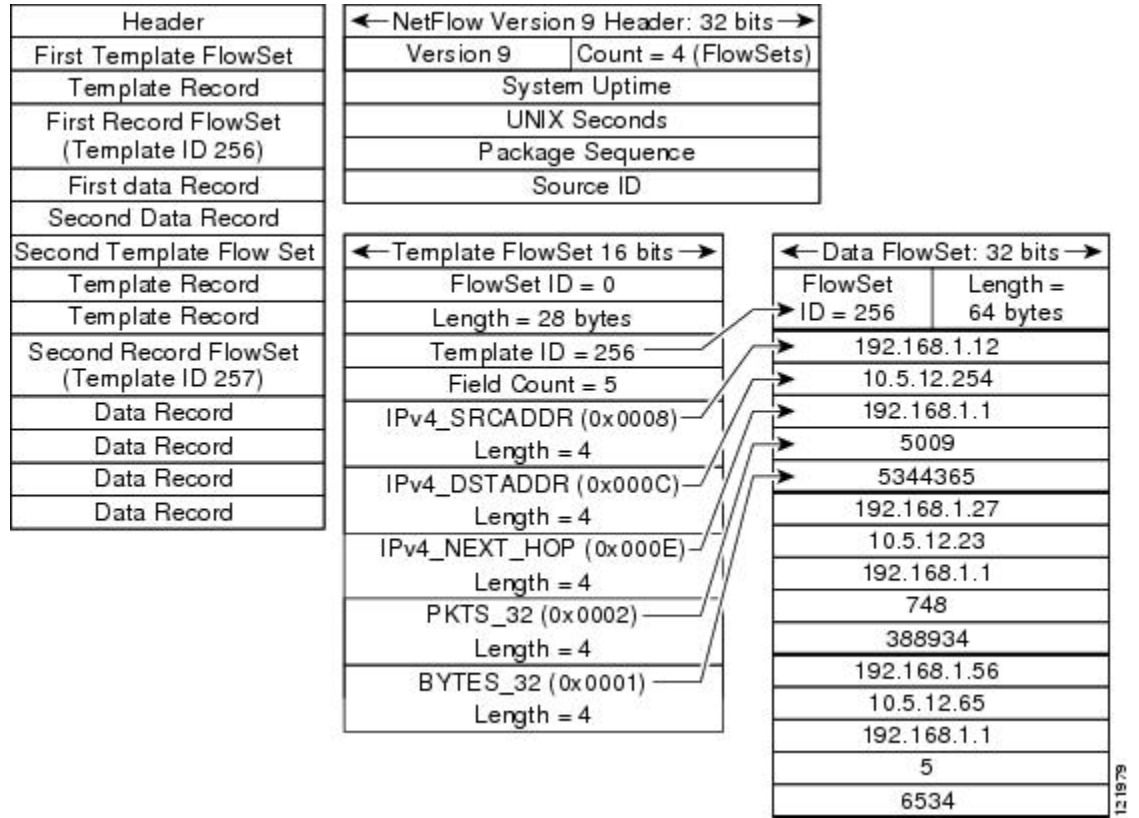 Header
First Template FlowSet
Template Record
First Record FlowSet
(Template ID 256)
First data Record
Second Data Record
Second Template Flow Set
Template Record
Template Record
Second Record FlowSet
(Template ID 257)
Data Record
Data Record
Data Record
Data Record
NetFlow Version 9 Header: 32 bits
Version 9
Count = 4 (FlowSets)
System Uptime
UNIX Seconds
Package Sequence
Source ID
Template FlowSet 16 bits
FlowSet ID = 0
Length = 28 bytes
Template ID = 256
Field Count = 5
IPv4_SRCADDR (0x0008)
Length = 4
IPv4_DSTADDR (0x000C)
Length = 4
IPv4_NEXT_HOP (0x000E)
Length = 4
PKTS_32 (0x0002)
Length = 4
BYTES_32 (0x0001)
Length = 4
Data FlowSet: 32 bits
FlowSet
ID = 256
Length =
64 bytes
192.168.1.12
10.5.12.254
192.168.1.1
5009
5344365
192.168.1.27
10.5.12.23
192.168.1.1
748
388934
192.168.1.56
10.5.12.65
192.168.1.1
5
6534
121979